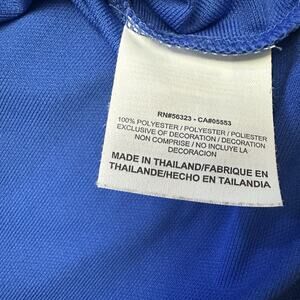 RN#56323 - CA#05553
100% POLYESTER / POLYESTER / POLIESTER
EXCLUSIVE OF DECORATION / DECORATION
NON COMPRISE / NO INCLUYE LA
DECORACIÓN
MADE IN THAILAND/FABRIQUE EN
THAILANDE/HECHO EN TAILANDIA